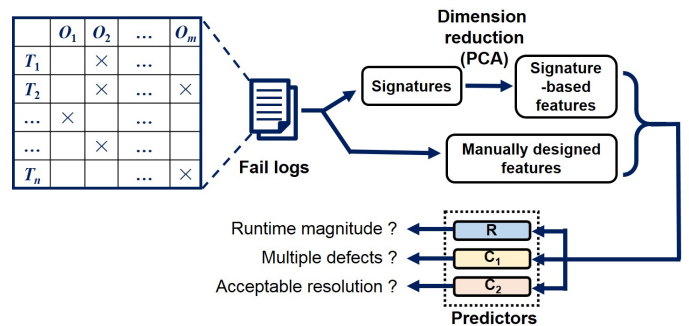 O1 O2 ... Om
T1 × ...
T2 × ... ×
... × ...
... × ...
Tn ... ×
Fail logs
Dimension
reduction
(PCA)
Signatures
Signature
-based
features
Manually designed
features
Runtime magnitude ?
R
Multiple defects ?
C1
Acceptable resolution ?
C2
Predictors